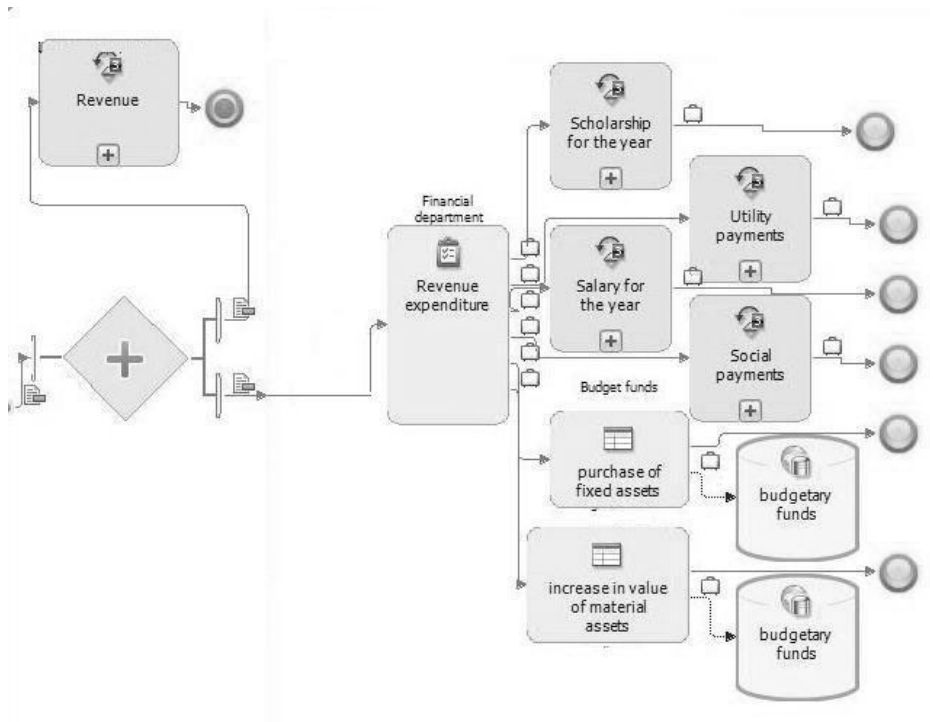 Revenue
Scholarship
for the year
Financial
department
Revenue
expenditure
Utility
payments
Salary for
the year
Social
payments
Budget funds
purchase of
fixed assets
budgetary
funds
increase in value
of material
assets
budgetary
funds